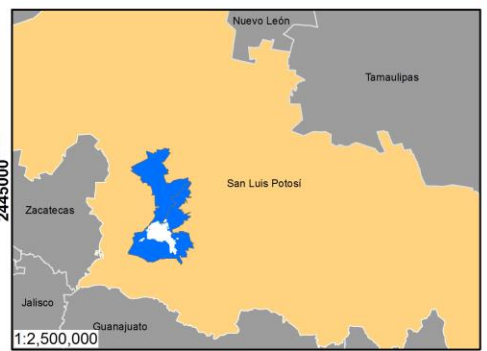 Nuevo León
Tamaulipas
San Luis Potosí
2445000
Zacatecas
Jalisco
Guanajuato
1:2,500,000